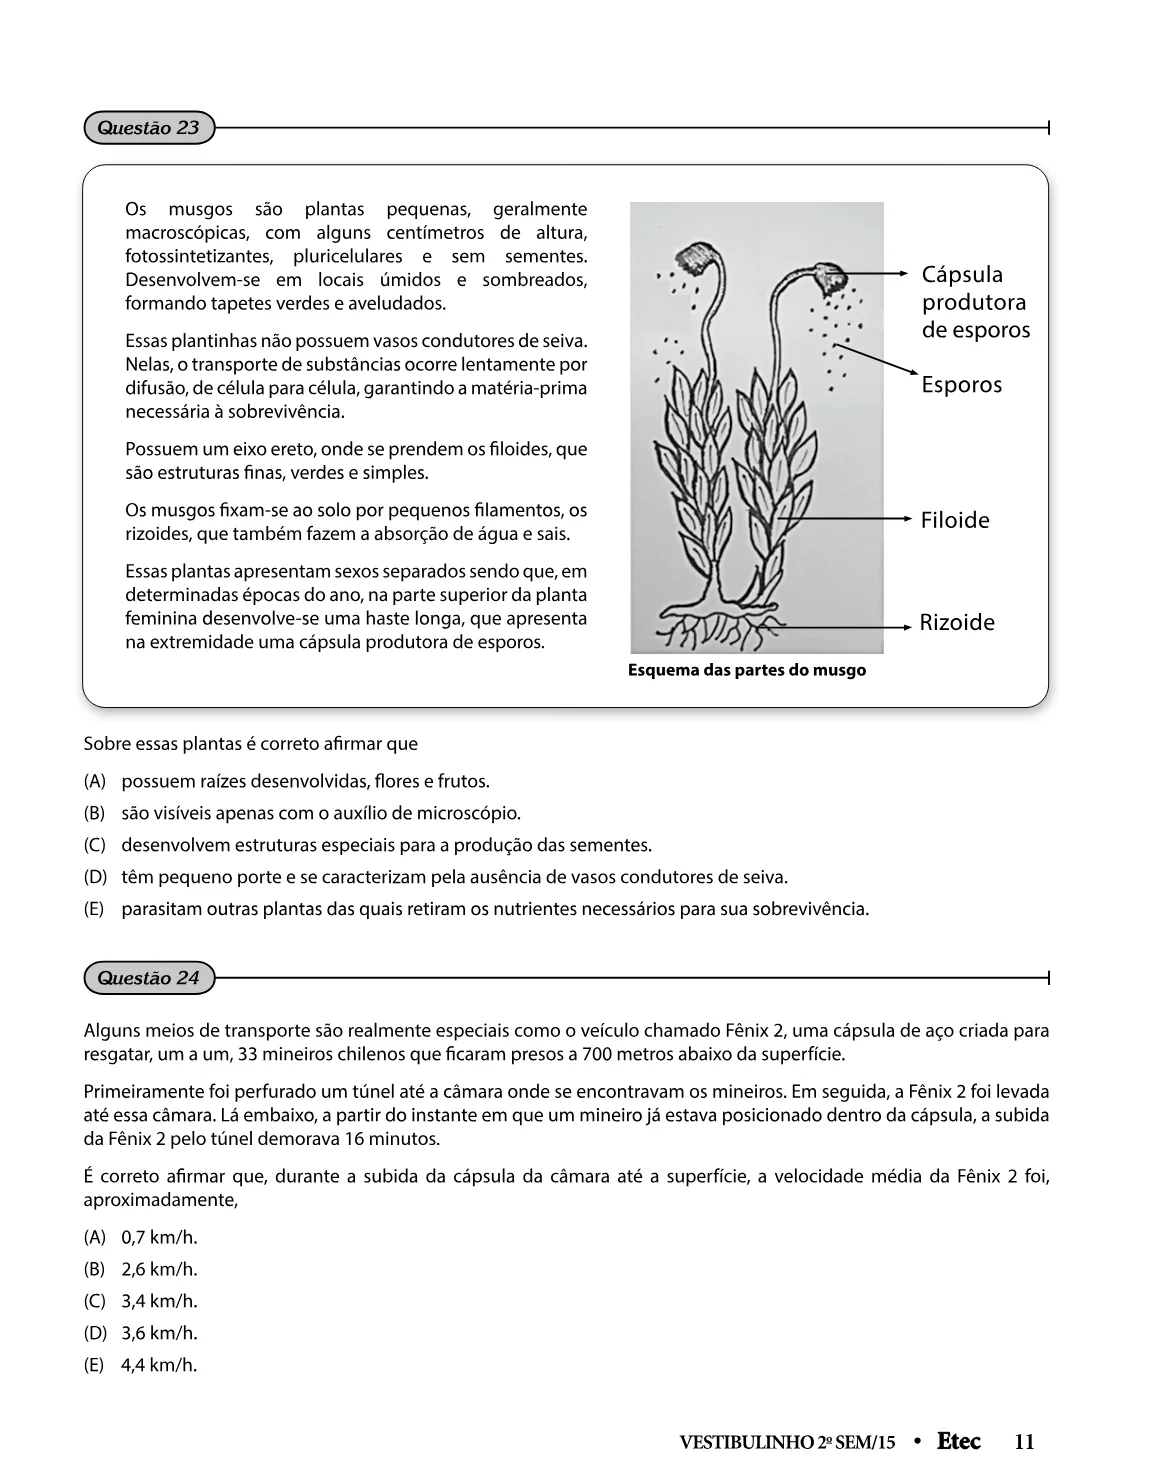 Questão 23
Os musgos são plantas pequenas, geralmente
macroscópicas, com alguns centímetros de altura,
fotossintetizantes, pluricelulares e sem sementes.
Desenvolvem-se em locais úmidos e sombreados,
formando tapetes verdes e aveludados.
Essas plantinhas não possuem vasos condutores de seiva.
Nelas, o transporte de substâncias ocorre lentamente por
difusão, de célula para célula, garantindo a matéria-prima
necessária à sobrevivência.
Possuem um eixo ereto, onde se prendem os filoides, que
são estruturas finas, verdes e simples.
Os musgos fixam-se ao solo por pequenos filamentos, os
rizoides, que também fazem a absorção de água e sais.
Essas plantas apresentam sexos separados sendo que, em
determinadas épocas do ano, na parte superior da planta
feminina desenvolve-se uma haste longa, que apresenta
na extremidade uma cápsula produtora de esporos.
Cápsula
produtora
de esporos
Esporos
Filoide
Rizoide
Esquema das partes do musgo
Sobre essas plantas é correto afirmar que
(A) possuem raízes desenvolvidas, flores e frutos.
(B) são visíveis apenas com o auxílio de microscópio.
(C) desenvolvem estruturas especiais para a produção das sementes.
(D) têm pequeno porte e se caracterizam pela ausência de vasos condutores de seiva.
(E) parasitam outras plantas das quais retiram os nutrientes necessários para sua sobrevivência.
Questão 24
Alguns meios de transporte são realmente especiais como o veículo chamado Fênix 2, uma cápsula de aço criada para
resgatar, um a um, 33 mineiros chilenos que ficaram presos a 700 metros abaixo da superfície.
Primeiramente foi perfurado um túnel até a câmara onde se encontravam os mineiros. Em seguida, a Fênix 2 foi levada
até essa câmara. Lá embaixo, a partir do instante em que um mineiro já estava posicionado dentro da cápsula, a subida
da Fênix 2 pelo túnel demorava 16 minutos.
É correto afirmar que, durante a subida da cápsula da câmara até a superfície, a velocidade média da Fênix 2 foi,
aproximadamente,
(A) 0,7 km/h.
(B) 2,6 km/h.
(C) 3,4 km/h.
(D) 3,6 km/h.
(E) 4,4 km/h.
VESTIBULINHO 2º SEM/15 • Etec 11